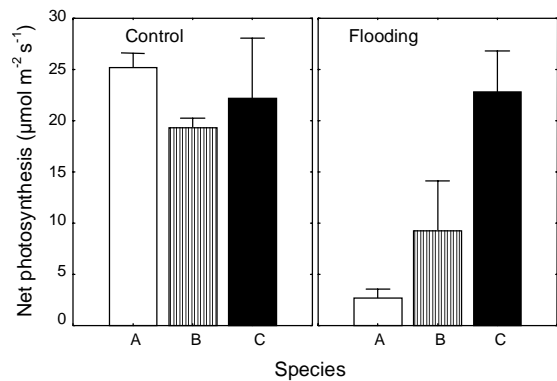 Net photosynthesis (µmol m⁻² s⁻¹)
30
25
20
15
10
5
0
Control
A B C
Flooding
A B C
Species